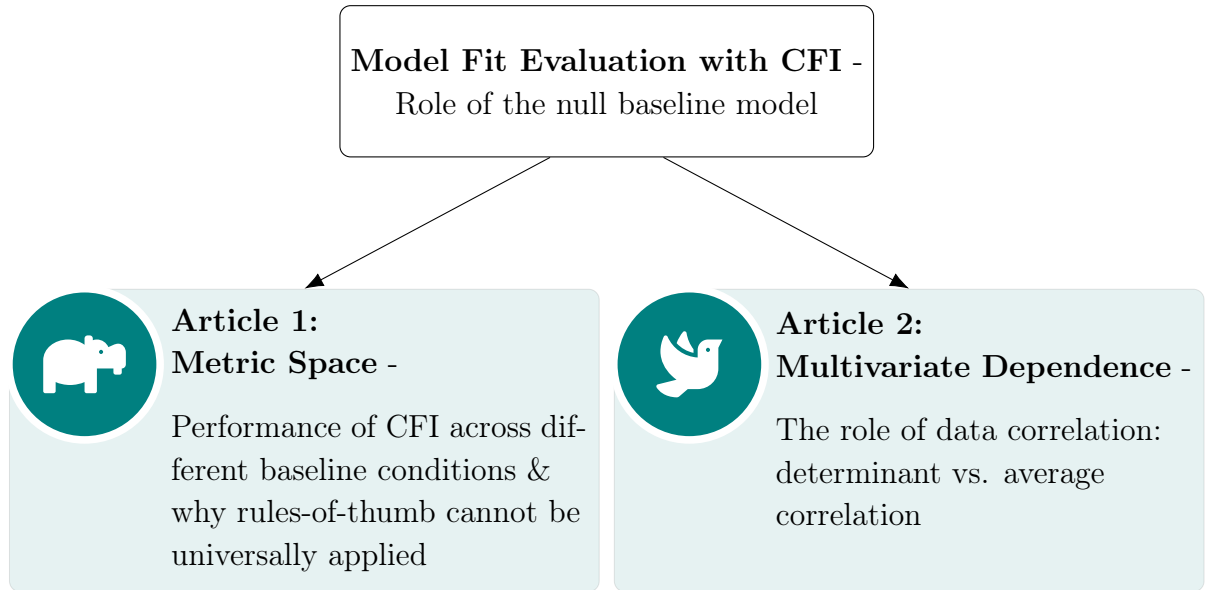 Model Fit Evaluation with CFI -
Role of the null baseline model
Article 1:
Metric Space -
Performance of CFI across dif-
ferent baseline conditions &
why rules-of-thumb cannot be
universally applied
Article 2:
Multivariate Dependence -
The role of data correlation:
determinant vs. average
correlation